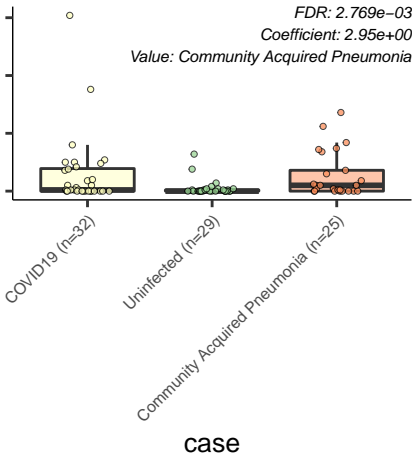 FDR: 2.769e−03
Coefficient: 2.95e+00
Value: Community Acquired Pneumonia
COVID19 (n=32)
Uninfected (n=29)
Community Acquired Pneumonia (n=25)
case